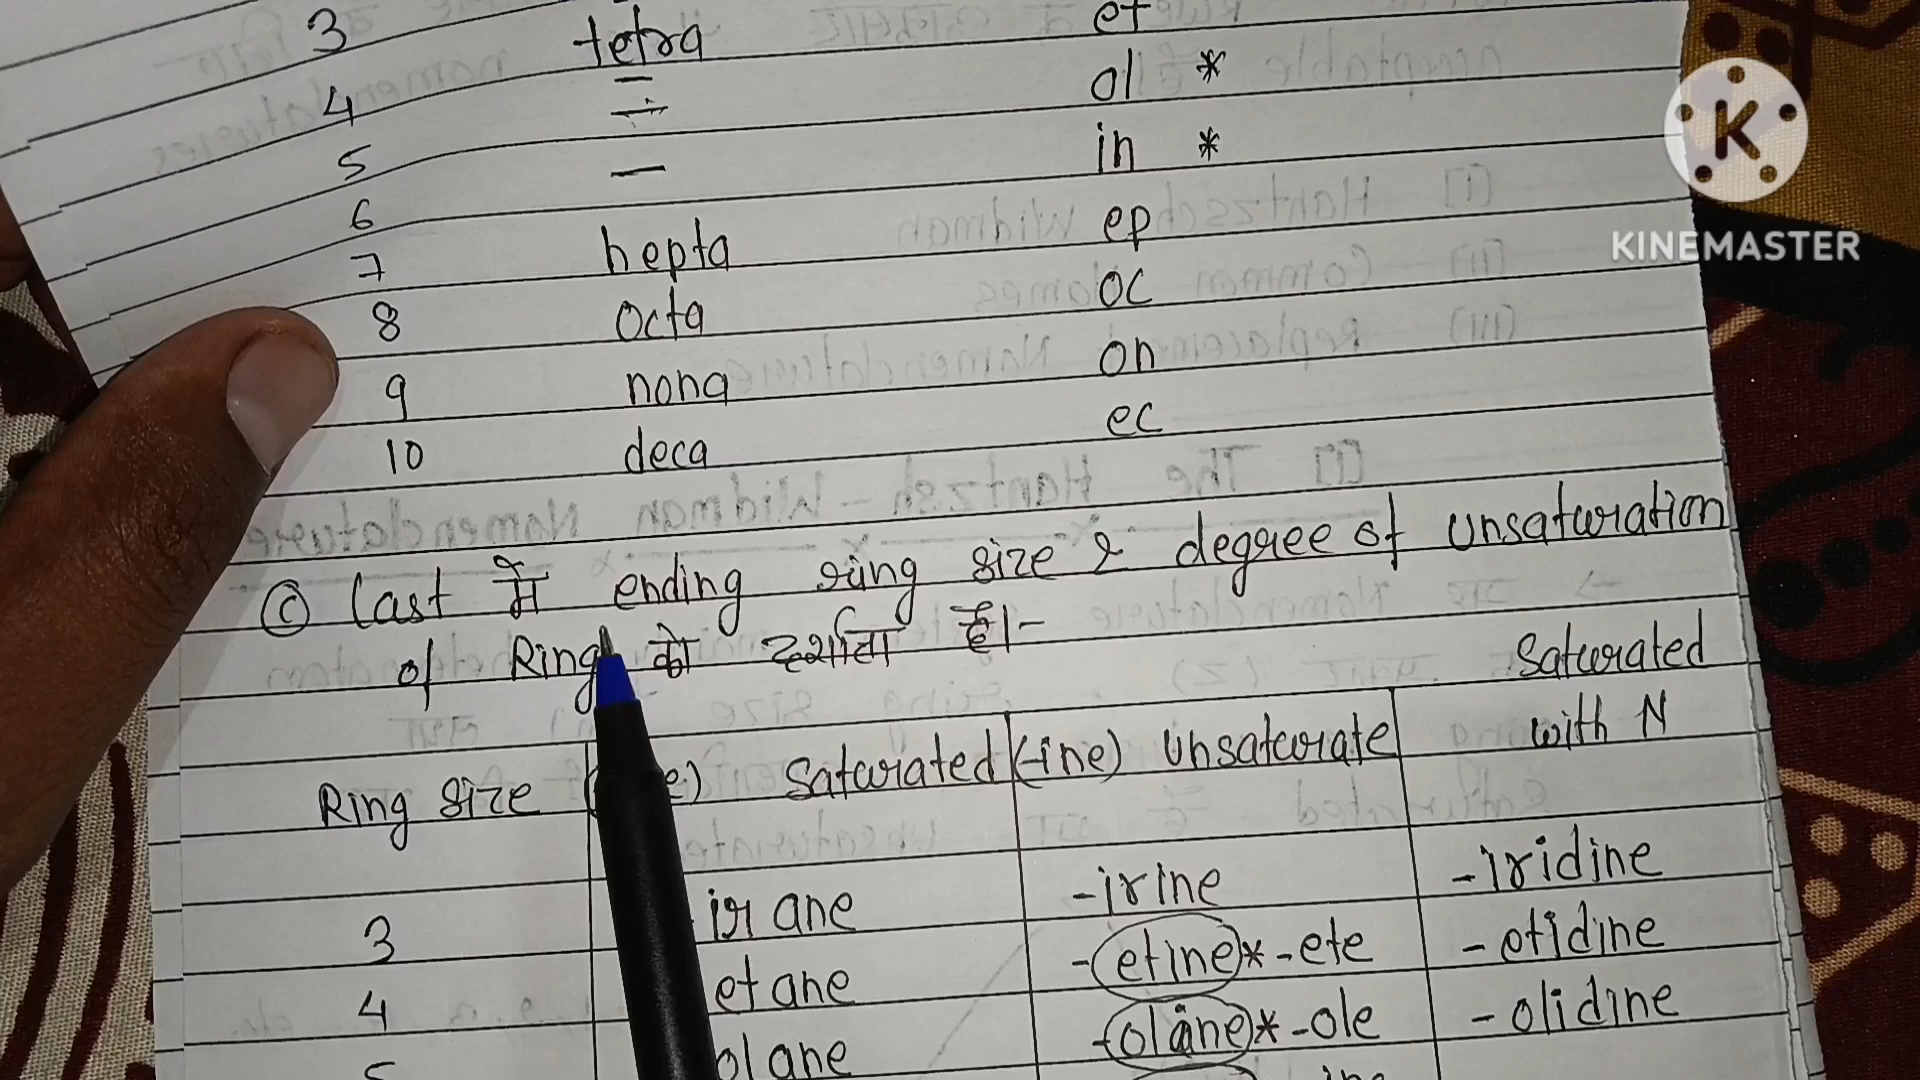 3 tetra et
4 - ol *
5 - in *
6
7 hepta ep
8 octa oc
9 nona on
10 deca ec
K
KINEMASTER
Ⓒ Last में ending ring size & degree of unsaturation
of Ring को दर्शाता है।-
Ring size Saturated (-ine) Unsaturate Saturated with N
3 irane -irine -iridine
4 etane -(etine)* -ete -etidine
5 olane -(olane)* -ole -olidine